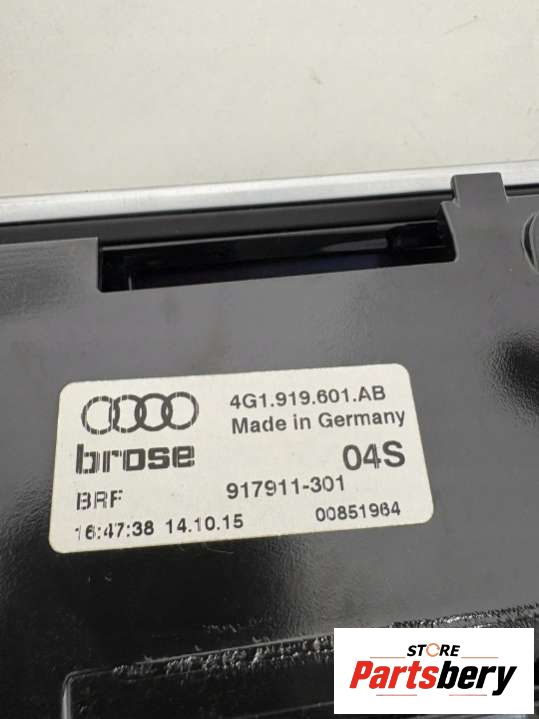 4G1.919.601.AB
Made in Germany
brose
04S
BRF
917911-301
16:47:38 14.10.15
00851964
STORE
Partsbery